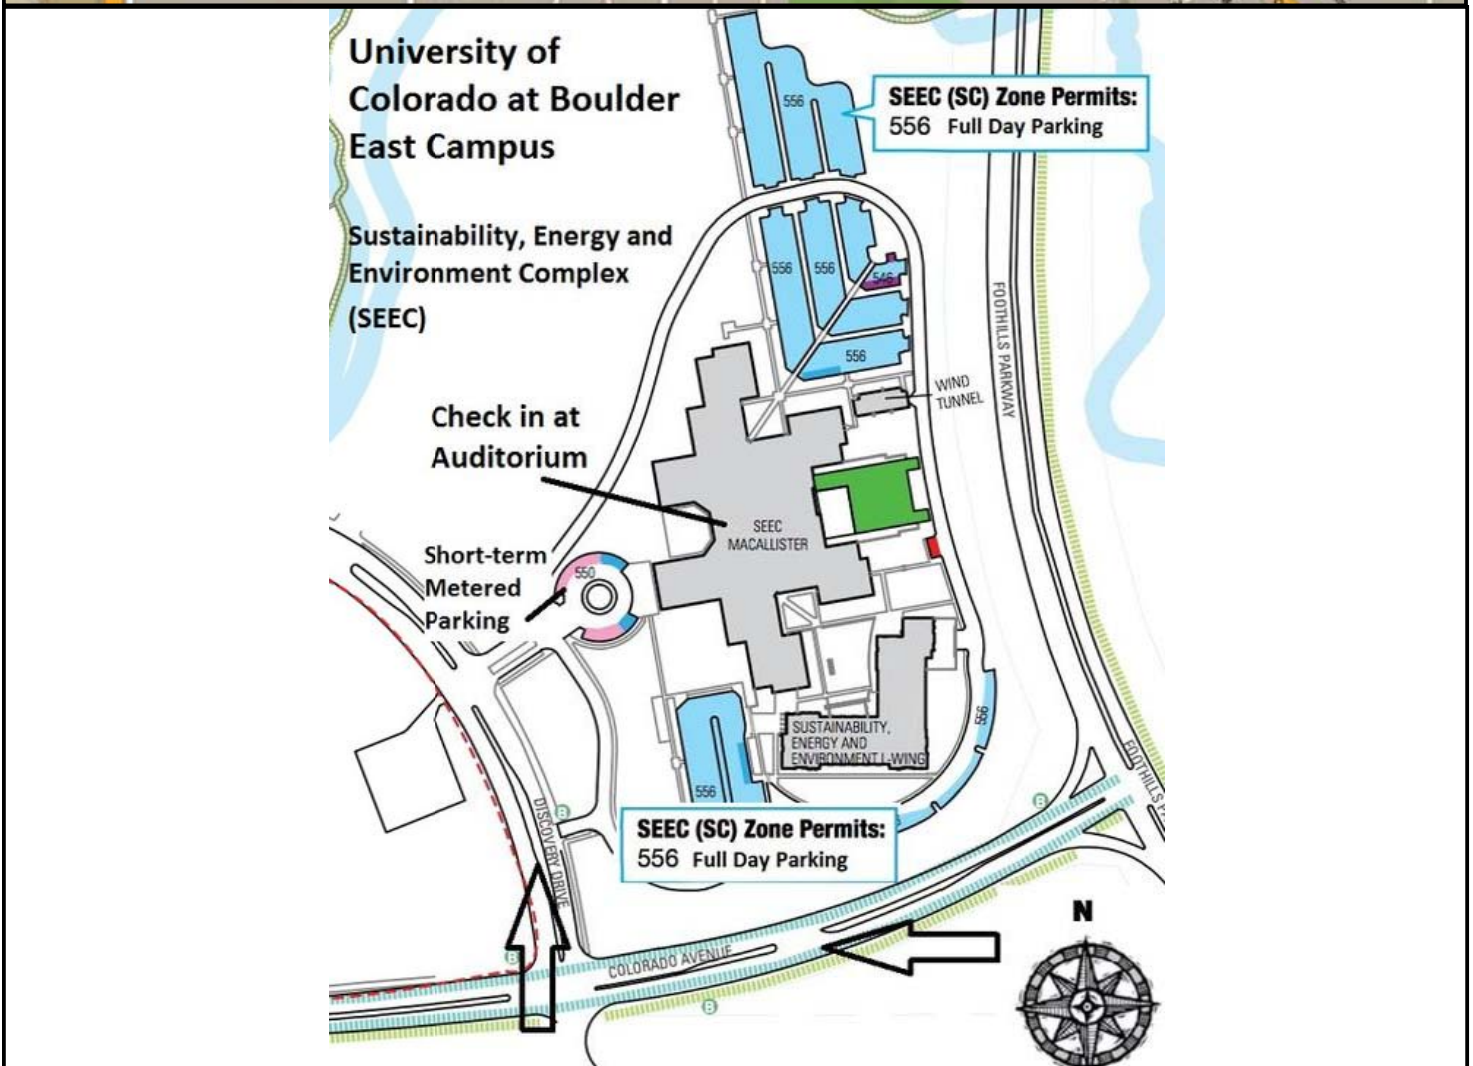 University of
Colorado at Boulder
East Campus
Sustainability, Energy and
Environment Complex
(SEEC)
556
SEEC (SC) Zone Permits:
556 Full Day Parking
556
556
546
556
FOOTHILLS PARKWAY
WIND
TUNNEL
Check in at
Auditorium
SEEC
MACALLISTER
Short-term
Metered
Parking
550
556
SUSTAINABILITY,
ENERGY AND
ENVIRONMENT L-WING
556
DISCOVERY DRIVE
B
B
SEEC (SC) Zone Permits:
556 Full Day Parking
N
COLORADO AVENUE
B
B